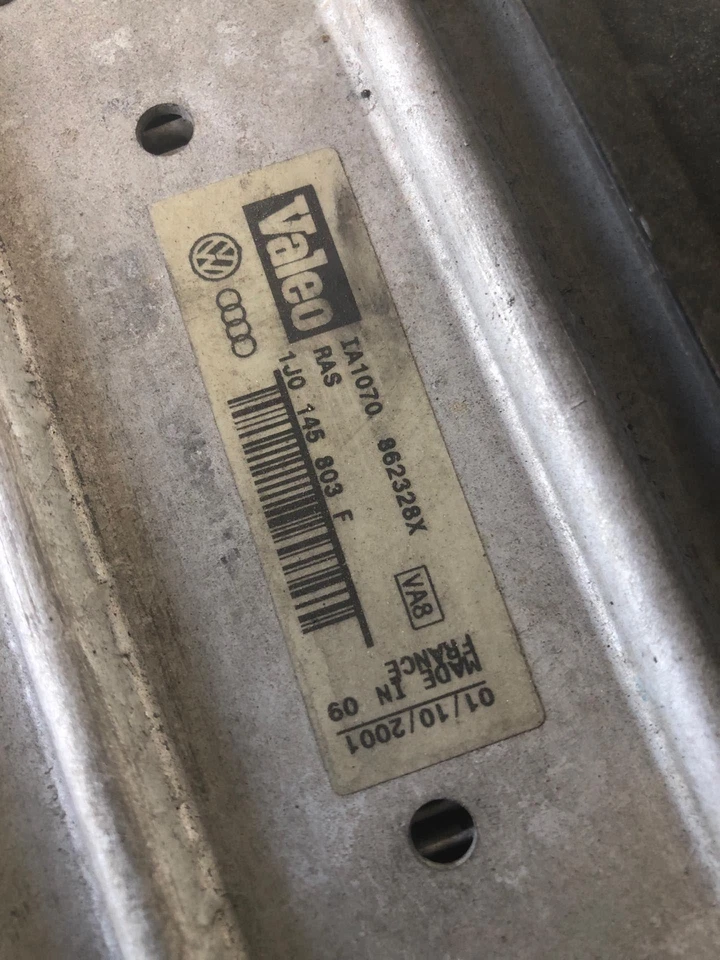 Valeo
IA1070 862328X
RAS
1J0 145 803 F
VA8
MADE IN 09
FRANCE
01/10/2001